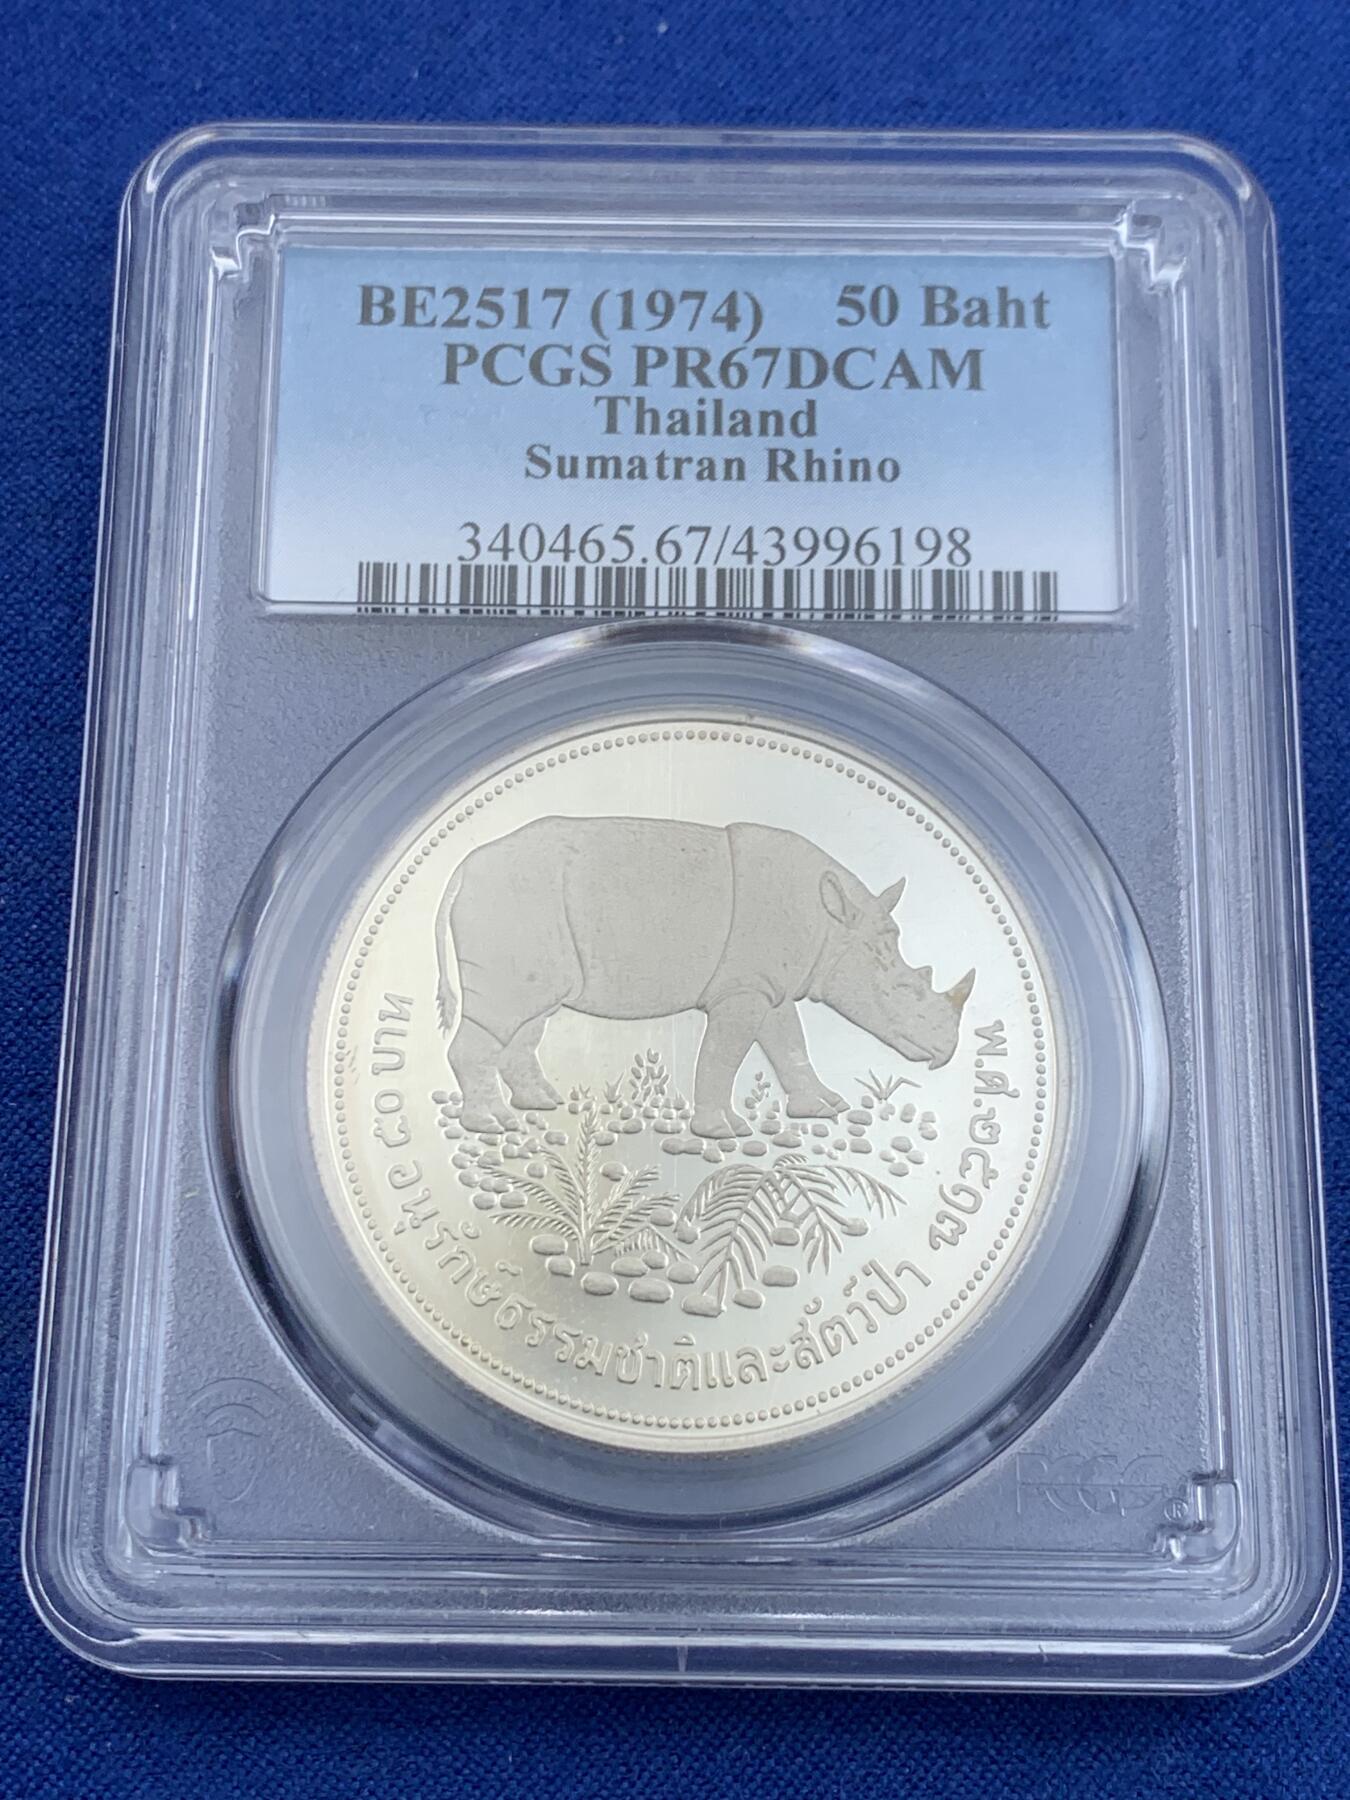 BE2517 (1974) 50 Baht
PCGS PR67DCAM
Thailand
Sumatran Rhino
340465.67/43996198
๕๐ บาท อนุรักษ์ธรรมชาติและสัตว์ป่า พ.ศ.๒๕๑๗
PCGS®